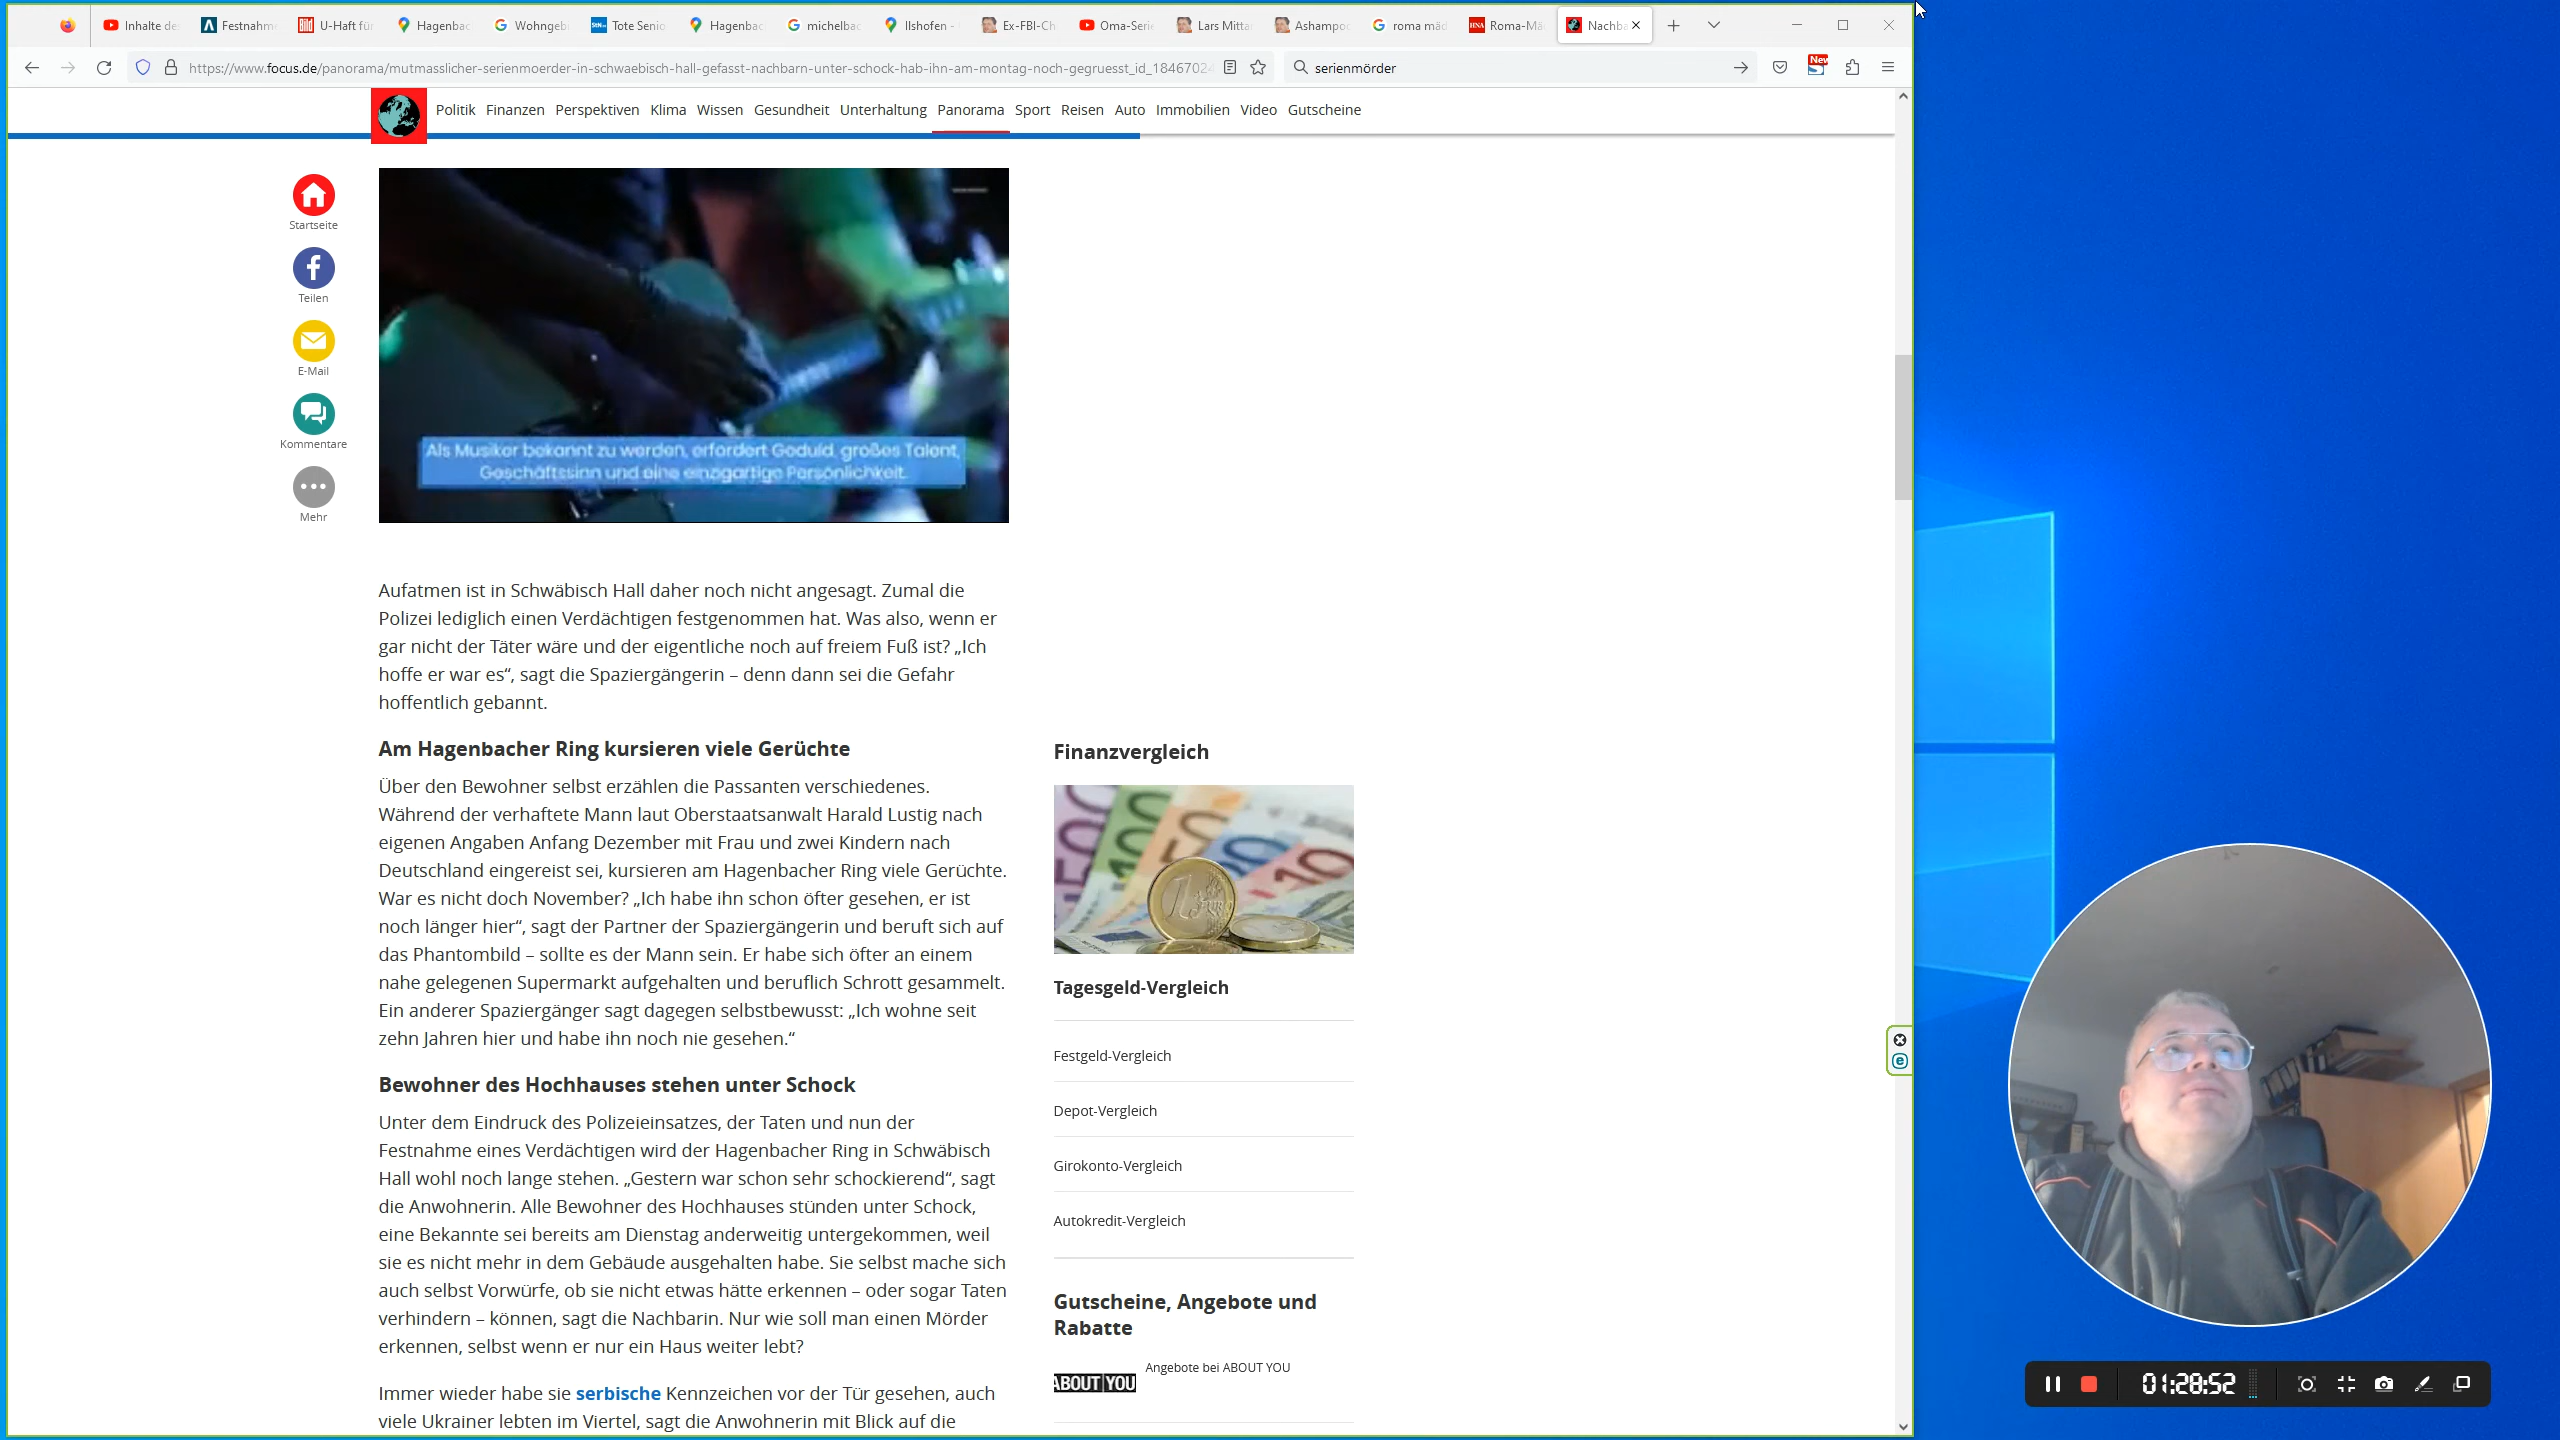 Inhalte de
Festnahm
U-Haft für
Hagenbac
Wohngeb
Tote Senio
Hagenbac
michelbac
Ilshofen -
Ex-FBI-Ch
Oma-Serie
Lars Mitta
Ashampoo
roma mäd
Roma-Mä
Nachba
https://www.focus.de/panorama/mutmasslicher-serienmoerder-in-schwaebisch-hall-gefasst-nachbarn-unter-schock-hab-ihn-am-montag-noch-gegruesst_id_18467024
serienmörder
New
Politik Finanzen Perspektiven Klima Wissen Gesundheit Unterhaltung Panorama Sport Reisen Auto Immobilien Video Gutscheine
Startseite
Teilen
E-Mail
Kommentare
Mehr
Als Musiker bekannt zu werden, erfordert Geduld, großes Talent,
Geschäftssinn und eine einzigartige Persönlichkeit.
Aufatmen ist in Schwäbisch Hall daher noch nicht angesagt. Zumal die
Polizei lediglich einen Verdächtigen festgenommen hat. Was also, wenn er
gar nicht der Täter wäre und der eigentliche noch auf freiem Fuß ist? „Ich
hoffe er war es“, sagt die Spaziergängerin – denn dann sei die Gefahr
hoffentlich gebannt.
Am Hagenbacher Ring kursieren viele Gerüchte
Über den Bewohner selbst erzählen die Passanten verschiedenes.
Während der verhaftete Mann laut Oberstaatsanwalt Harald Lustig nach
eigenen Angaben Anfang Dezember mit Frau und zwei Kindern nach
Deutschland eingereist sei, kursieren am Hagenbacher Ring viele Gerüchte.
War es nicht doch November? „Ich habe ihn schon öfter gesehen, er ist
noch länger hier“, sagt der Partner der Spaziergängerin und beruft sich auf
das Phantombild – sollte es der Mann sein. Er habe sich öfter an einem
nahe gelegenen Supermarkt aufgehalten und beruflich Schrott gesammelt.
Ein anderer Spaziergänger sagt dagegen selbstbewusst: „Ich wohne seit
zehn Jahren hier und habe ihn noch nie gesehen.“
Bewohner des Hochhauses stehen unter Schock
Unter dem Eindruck des Polizeieinsatzes, der Taten und nun der
Festnahme eines Verdächtigen wird der Hagenbacher Ring in Schwäbisch
Hall wohl noch lange stehen. „Gestern war schon sehr schockierend“, sagt
die Anwohnerin. Alle Bewohner des Hochhauses stünden unter Schock,
eine Bekannte sei bereits am Dienstag anderweitig untergekommen, weil
sie es nicht mehr in dem Gebäude ausgehalten habe. Sie selbst mache sich
auch selbst Vorwürfe, ob sie nicht etwas hätte erkennen – oder sogar Taten
verhindern – können, sagt die Nachbarin. Nur wie soll man einen Mörder
erkennen, selbst wenn er nur ein Haus weiter lebt?
Immer wieder habe sie serbische Kennzeichen vor der Tür gesehen, auch
viele Ukrainer lebten im Viertel, sagt die Anwohnerin mit Blick auf die
Finanzvergleich
Tagesgeld-Vergleich
Festgeld-Vergleich
Depot-Vergleich
Girokonto-Vergleich
Autokredit-Vergleich
Gutscheine, Angebote und
Rabatte
ABOUT YOU
Angebote bei ABOUT YOU
01:28:52